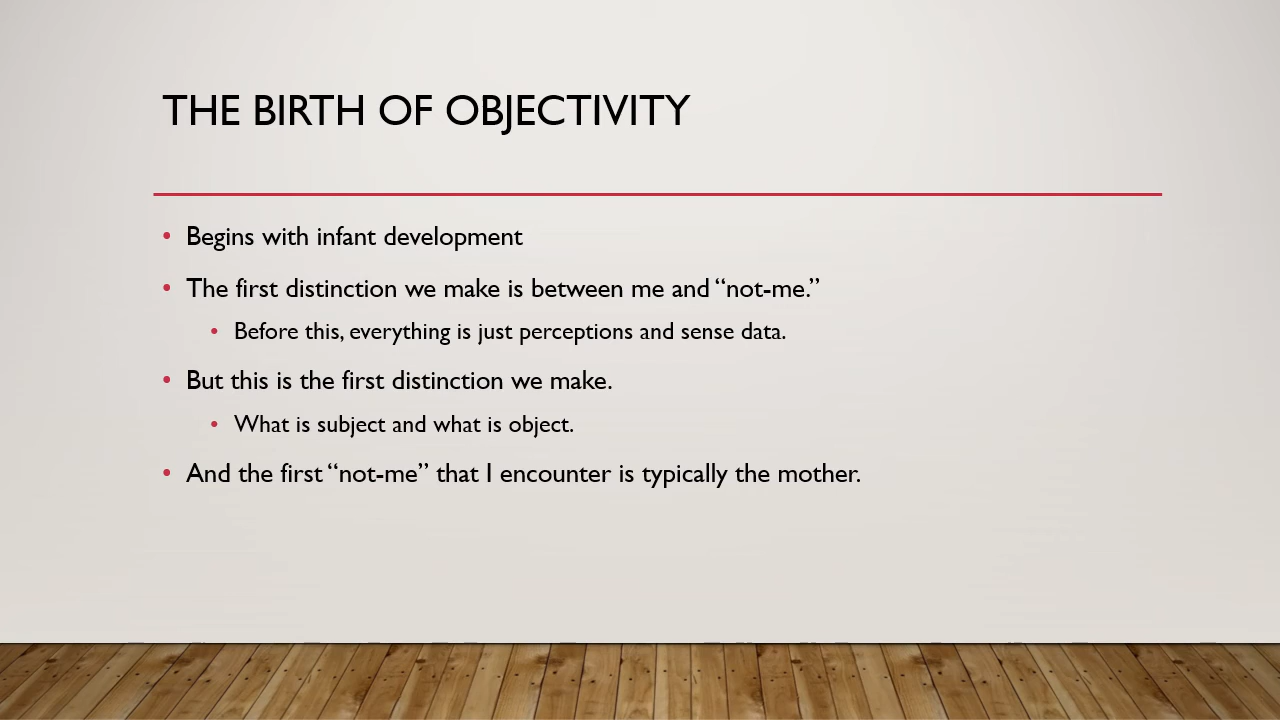 THE BIRTH OF OBJECTIVITY
• Begins with infant development
• The first distinction we make is between me and “not-me.”
• Before this, everything is just perceptions and sense data.
• But this is the first distinction we make.
• What is subject and what is object.
• And the first “not-me” that I encounter is typically the mother.